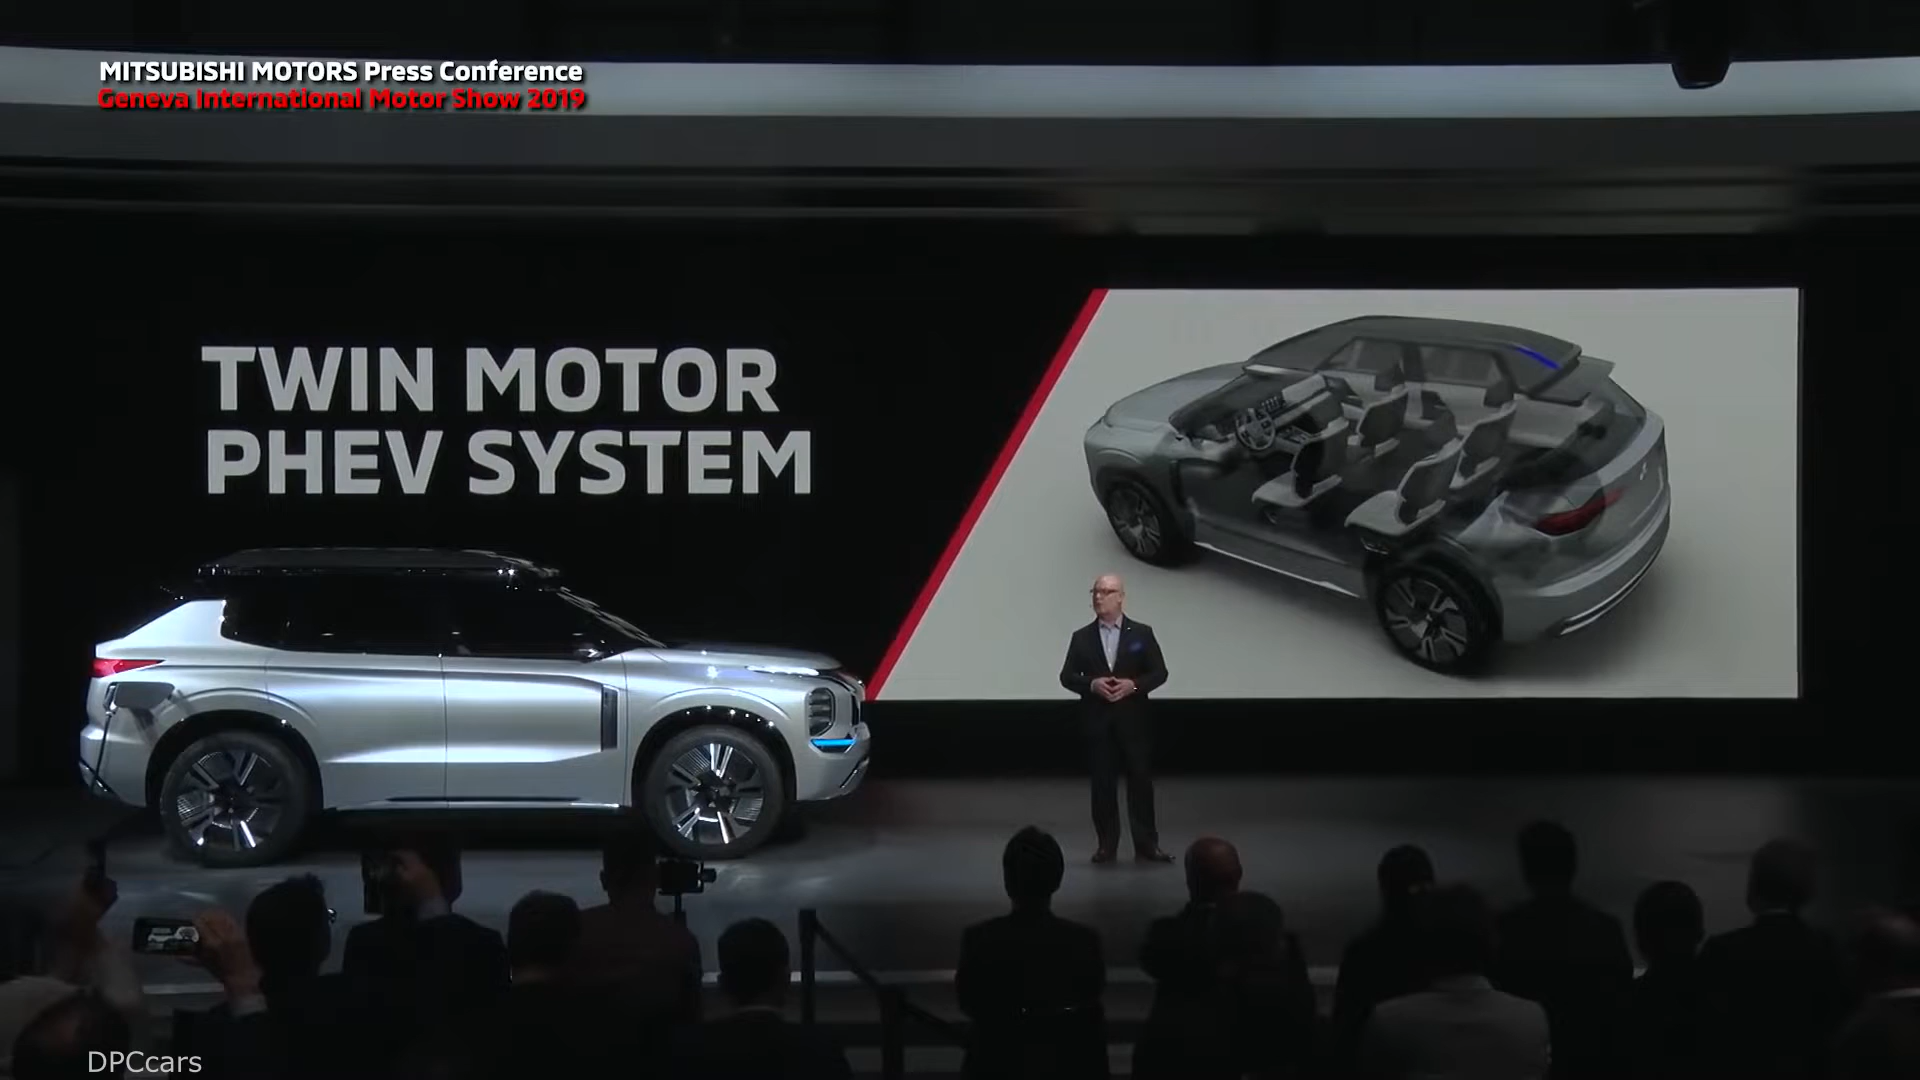 MITSUBISHI MOTORS Press Conference
Geneva International Motor Show 2019
TWIN MOTOR
PHEV SYSTEM
DPCcars